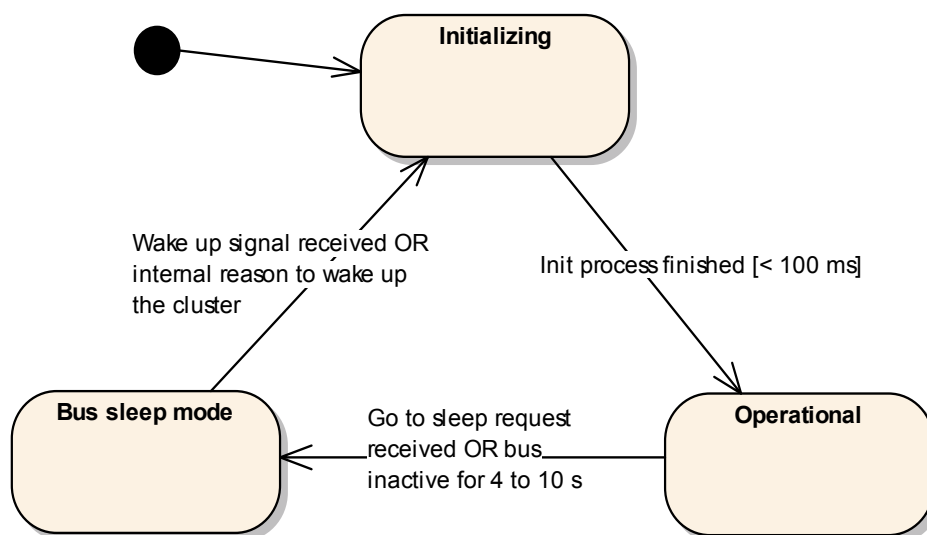 Initializing
Wake up signal received OR
internal reason to wake up
the cluster
Init process finished [< 100 ms]
Bus sleep mode
Go to sleep request
received OR bus
inactive for 4 to 10 s
Operational